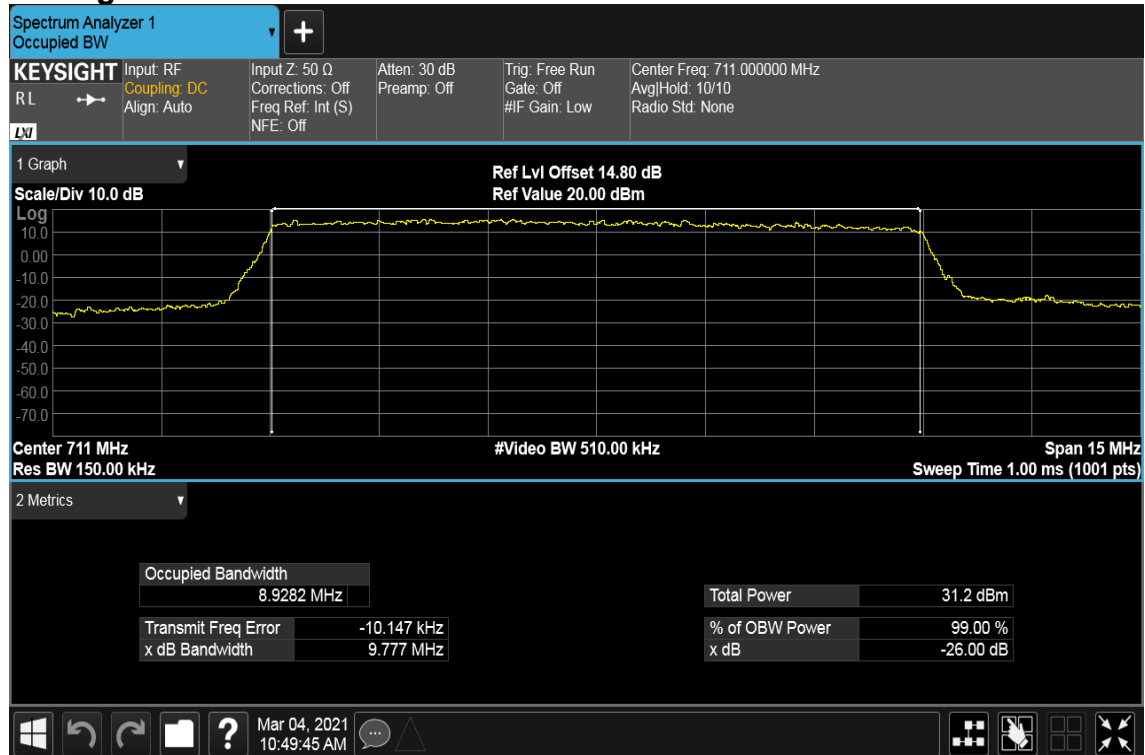 Spectrum Analyzer 1
Occupied BW
+
KEYSIGHT
R L
LXI
Input: RF
Coupling: DC
Align: Auto
Input Z: 50 Ω
Corrections: Off
Freq Ref: Int (S)
NFE: Off
Atten: 30 dB
Preamp: Off
Trig: Free Run
Gate: Off
#IF Gain: Low
Center Freq: 711.000000 MHz
Avg|Hold: 10/10
Radio Std: None
1 Graph
Scale/Div 10.0 dB
Ref Lvl Offset 14.80 dB
Ref Value 20.00 dBm
Log
10.0
0.00
-10.0
-20.0
-30.0
-40.0
-50.0
-60.0
-70.0
Center 711 MHz
#Video BW 510.00 kHz
Span 15 MHz
Res BW 150.00 kHz
Sweep Time 1.00 ms (1001 pts)
2 Metrics
Occupied Bandwidth
8.9282 MHz
Total Power 31.2 dBm
Transmit Freq Error -10.147 kHz
% of OBW Power 99.00 %
x dB Bandwidth 9.777 MHz
x dB -26.00 dB
?
Mar 04, 2021
10:49:45 AM